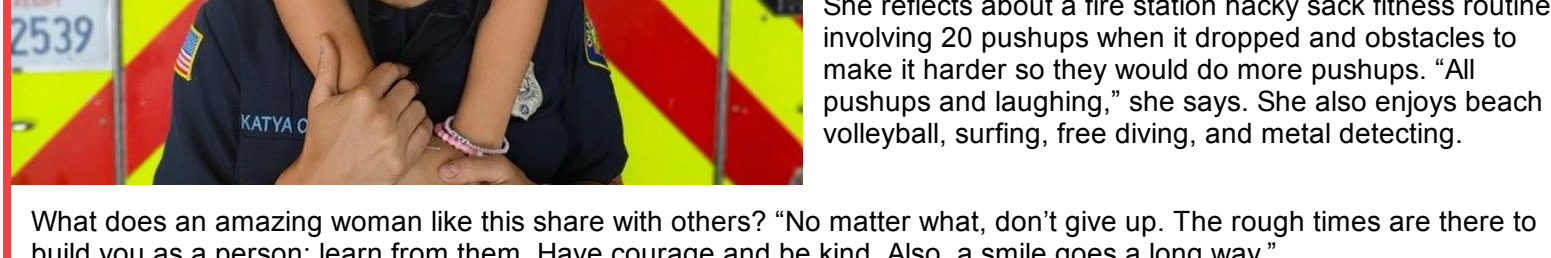 2539
KATYA C
She reflects about a fire station hacky sack fitness routine
involving 20 pushups when it dropped and obstacles to
make it harder so they would do more pushups. “All
pushups and laughing,” she says. She also enjoys beach
volleyball, surfing, free diving, and metal detecting.
What does an amazing woman like this share with others? “No matter what, don’t give up. The rough times are there to
build you as a person; learn from them. Have courage and be kind. Also, a smile goes a long way.”